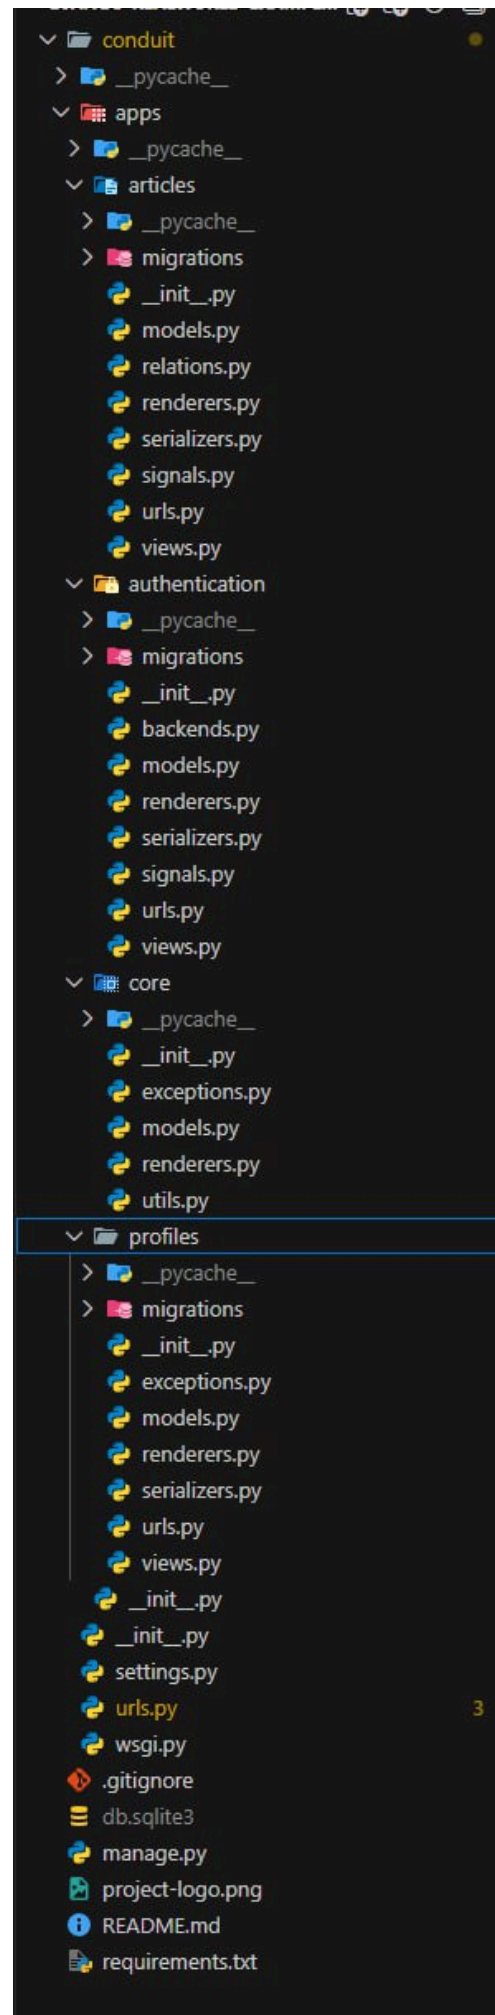 conduit
__pycache__
apps
__pycache__
articles
__pycache__
migrations
__init__.py
models.py
relations.py
renderers.py
serializers.py
signals.py
urls.py
views.py
authentication
__pycache__
migrations
__init__.py
backends.py
models.py
renderers.py
serializers.py
signals.py
urls.py
views.py
core
__pycache__
__init__.py
exceptions.py
models.py
renderers.py
utils.py
profiles
__pycache__
migrations
__init__.py
exceptions.py
models.py
renderers.py
serializers.py
urls.py
views.py
__init__.py
__init__.py
settings.py
urls.py 3
wsgi.py
.gitignore
db.sqlite3
manage.py
project-logo.png
README.md
requirements.txt